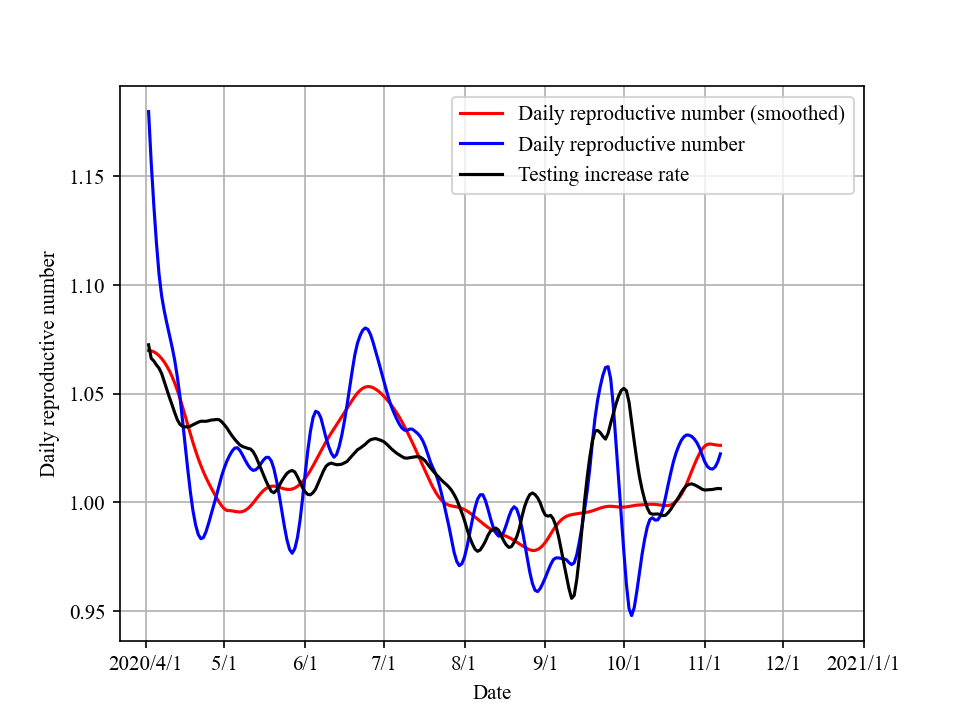 Daily reproductive number (smoothed)
Daily reproductive number
Testing increase rate
Daily reproductive number
1.15
1.10
1.05
1.00
0.95
2020/4/1 5/1 6/1 7/1 8/1 9/1 10/1 11/1 12/1 2021/1/1
Date